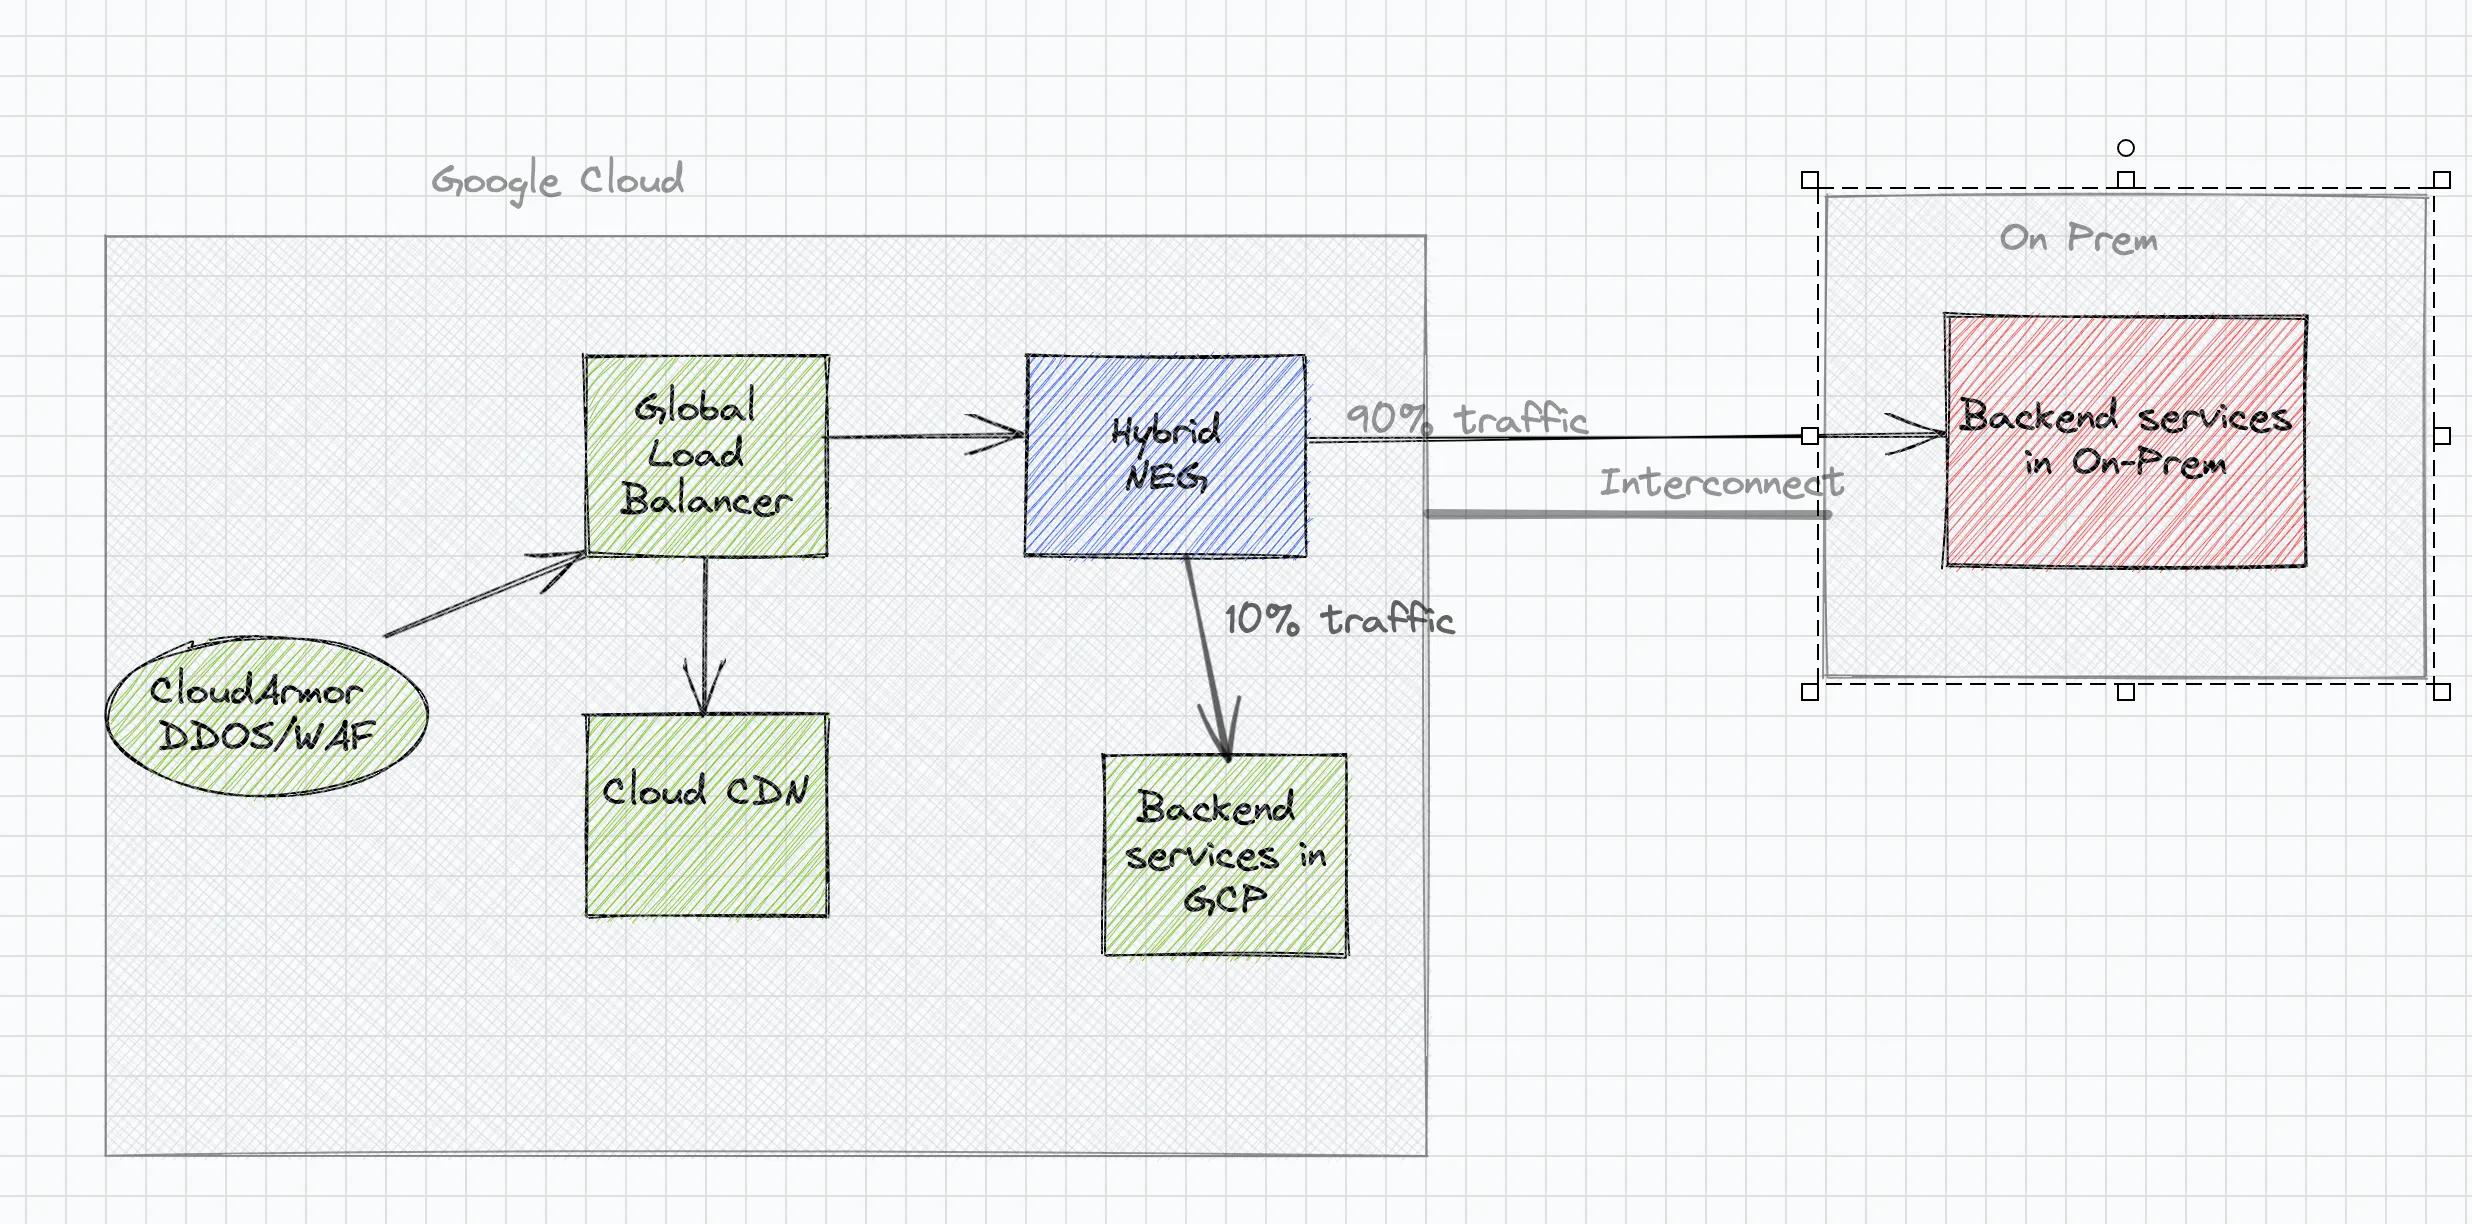 Google Cloud
On Prem
Global
Load
Balancer
Hybrid
NEG
90% traffic
Interconnect
Backend services
in On-Prem
10% traffic
CloudArmor
DDOS/WAF
Cloud CDN
Backend
services in
GCP